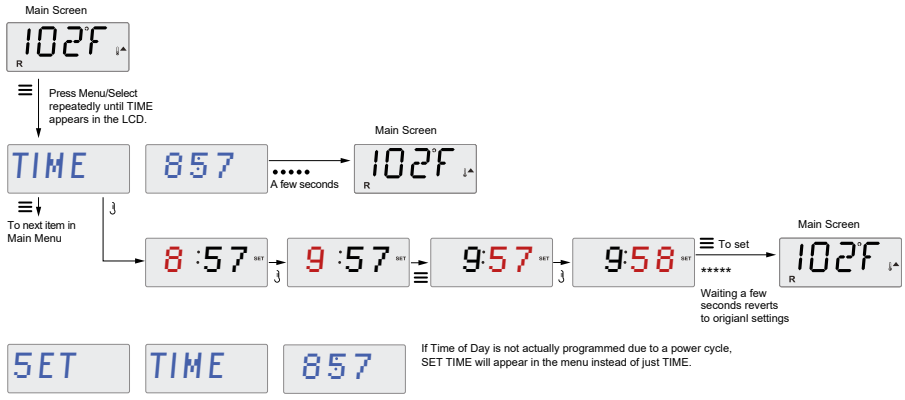 Main Screen
102°F
R
Press Menu/Select
repeatedly until TIME
appears in the LCD.
Main Screen
TIME
857
A few seconds
102°F
R
To next item in
Main Menu
Main Screen
8:57 SET
9:57 SET
9:57 SET
9:58 SET
To set
*****
102°F
R
Waiting a few
seconds reverts
to origianl settings
SET
TIME
857
If Time of Day is not actually programmed due to a power cycle,
SET TIME will appear in the menu instead of just TIME.